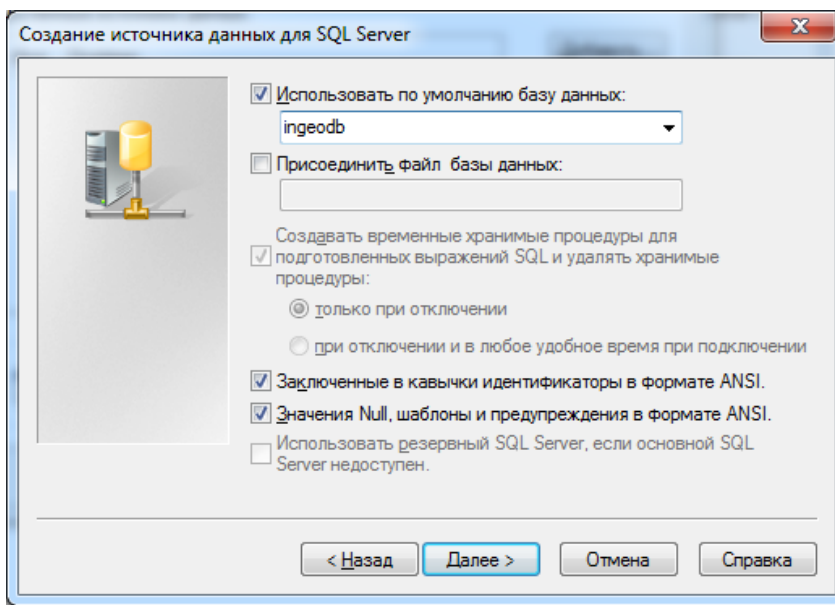 Создание источника данных для SQL Server
Использовать по умолчанию базу данных:
ingeodb
Присоединить файл базы данных:
Создавать временные хранимые процедуры для
подготовленных выражений SQL и удалять хранимые
процедуры:
только при отключении
при отключении и в любое удобное время при подключении
Заключенные в кавычки идентификаторы в формате ANSI.
Значения Null, шаблоны и предупреждения в формате ANSI.
Использовать резервный SQL Server, если основной SQL
Server недоступен.
< Назад Далее > Отмена Справка